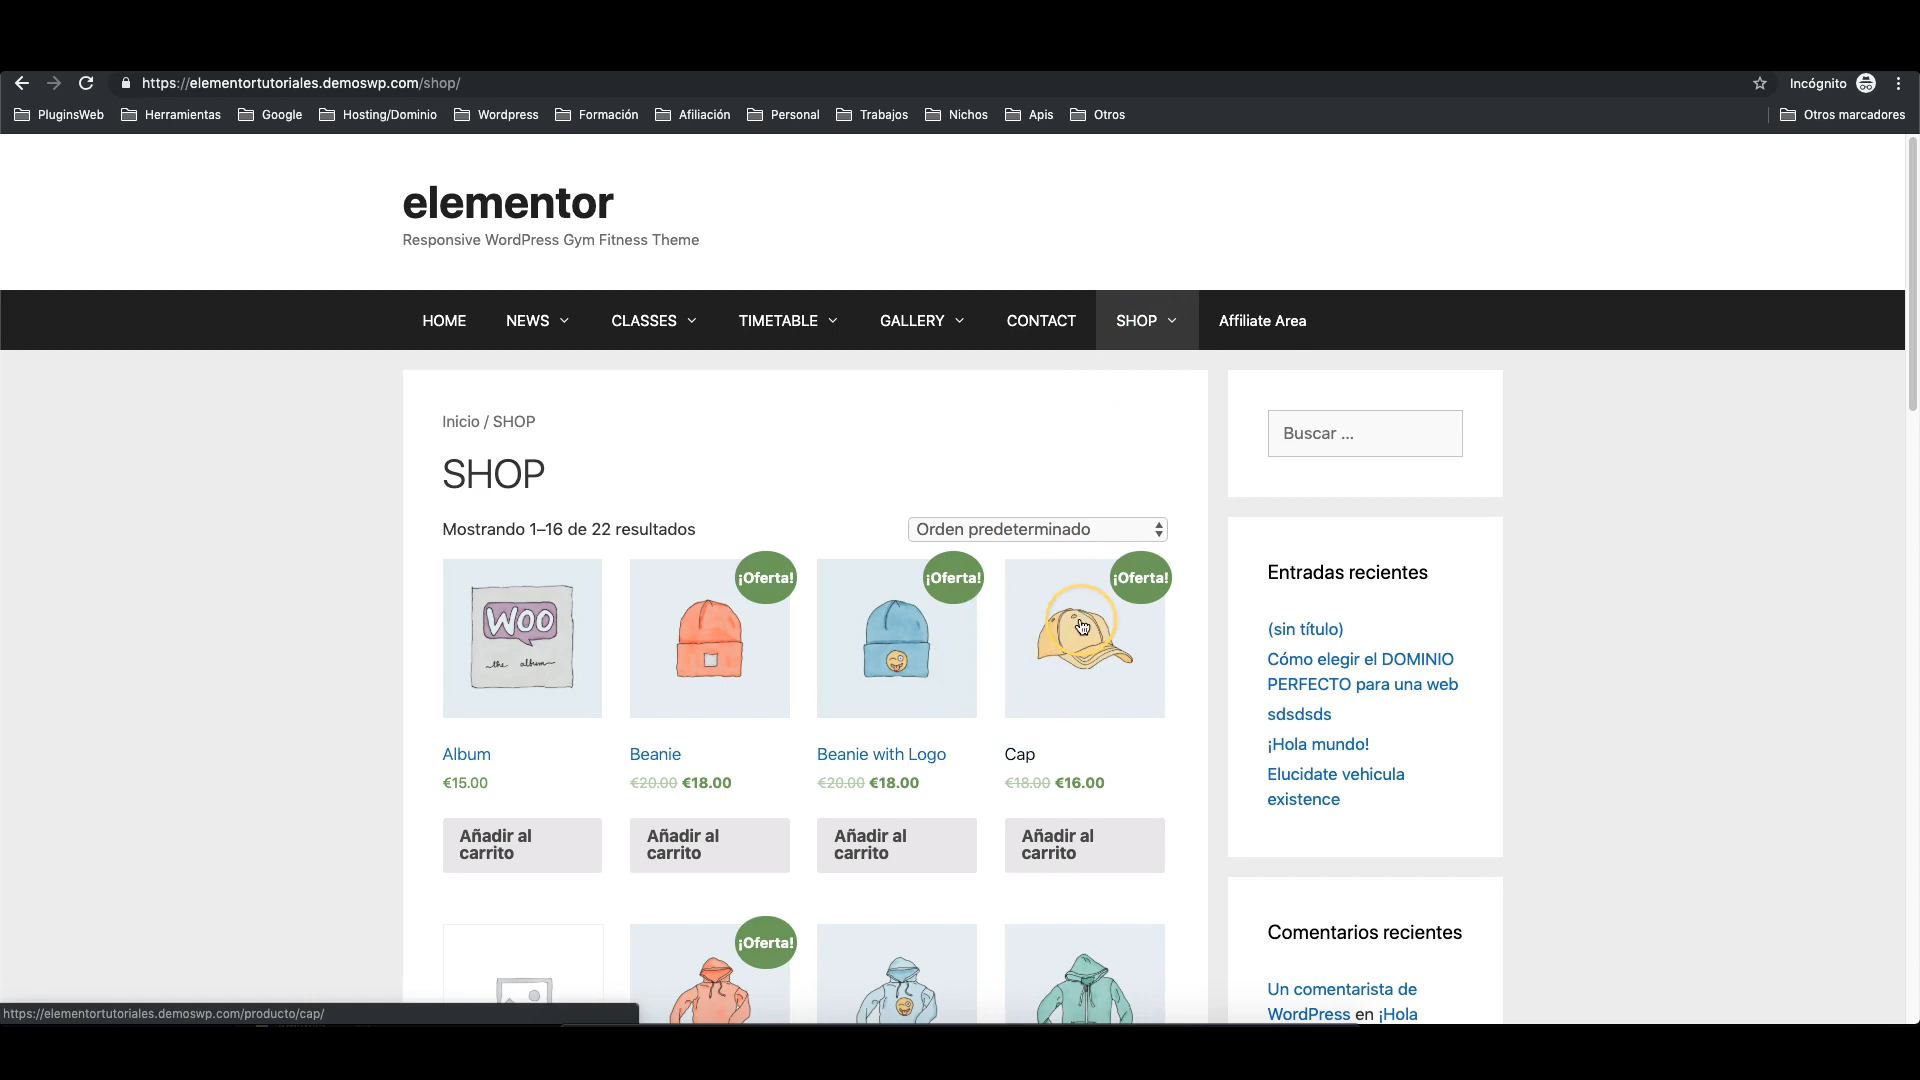 https://elementortutoriales.demoswp.com/shop/
Incógnito
PluginsWeb Herramientas Google Hosting/Dominio Wordpress Formación Afiliación Personal Trabajos Nichos Apis Otros Otros marcadores
elementor
Responsive WordPress Gym Fitness Theme
HOME NEWS CLASSES TIMETABLE GALLERY CONTACT SHOP Affiliate Area
Inicio / SHOP
SHOP
Mostrando 1–16 de 22 resultados
Orden predeterminado
WOO
the album
¡Oferta!
¡Oferta!
¡Oferta!
Album
€15.00
Añadir al
carrito
Beanie
€20.00 €18.00
Añadir al
carrito
Beanie with Logo
€20.00 €18.00
Añadir al
carrito
Cap
€18.00 €16.00
Añadir al
carrito
¡Oferta!
Buscar ...
Entradas recientes
(sin título)
Cómo elegir el DOMINIO
PERFECTO para una web
sdsdsds
¡Hola mundo!
Elucidate vehicula
existence
Comentarios recientes
Un comentarista de
WordPress en ¡Hola
https://elementortutoriales.demoswp.com/producto/cap/